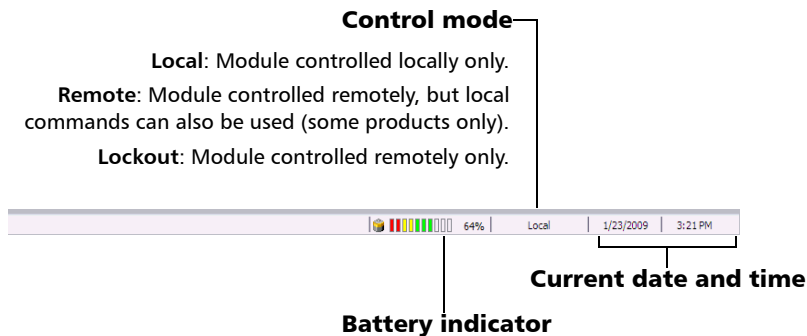 Control mode
Local: Module controlled locally only.
Remote: Module controlled remotely, but local
commands can also be used (some products only).
Lockout: Module controlled remotely only.
64% Local 1/23/2009 3:21 PM
Current date and time
Battery indicator